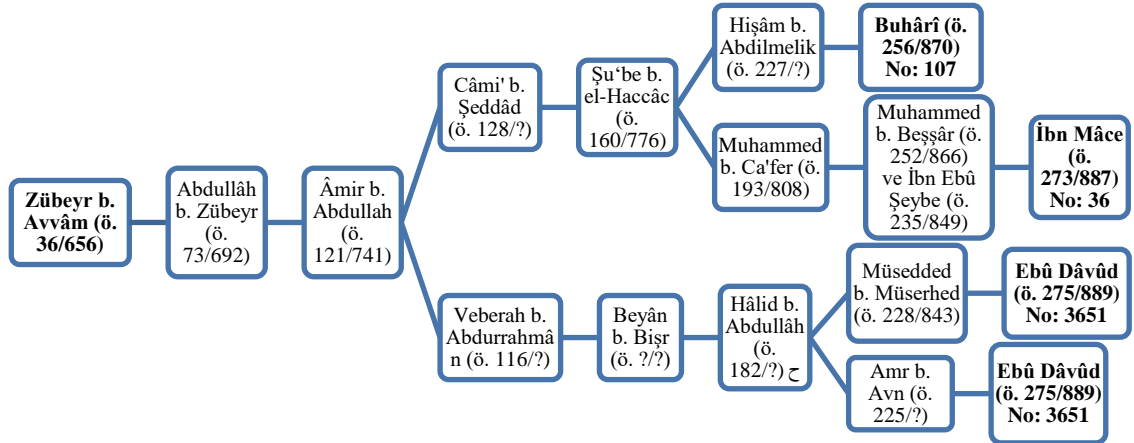 Zübeyr b.
Avvâm (ö.
36/656)
Abdullâh
b. Zübeyr
(ö.
73/692)
Âmir b.
Abdullah
(ö.
121/741)
Câmi' b.
Şeddâd
(ö. 128/?)
Şu‘be b.
el-Haccâc
(ö.
160/776)
Hişâm b.
Abdilmelik
(ö. 227/?)
Buhârî (ö.
256/870)
No: 107
Muhammed
b. Ca'fer (ö.
193/808)
Muhammed
b. Beşşâr (ö.
252/866)
ve İbn Ebû
Şeybe (ö.
235/849)
İbn Mâce
(ö.
273/887)
No: 36
Veberah b.
Abdurrahmâ
n (ö. 116/?)
Beyân
b. Bişr
(ö. ?/?)
Hâlid b.
Abdullâh
(ö.
182/?) ح
Müsedded
b. Müserhed
(ö. 228/843)
Ebû Dâvûd
(ö. 275/889)
No: 3651
Amr b.
Avn (ö.
225/?)
Ebû Dâvûd
(ö. 275/889)
No: 3651